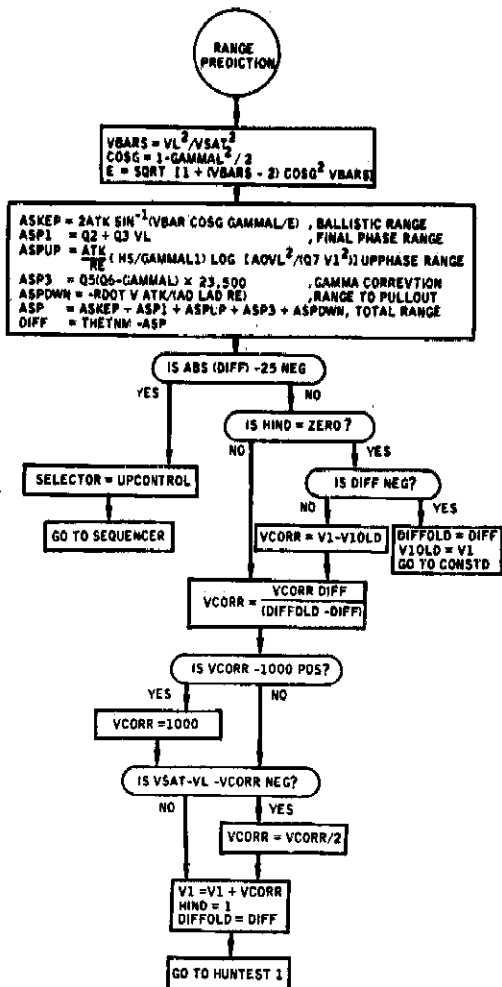 RANGE
PREDICTION
VBARS = VL²/VSAT²
COSG = 1-GAMMAL²/2
E = SQRT [1+(VBARS - 2) COSG² VBARS]
ASKEP = 2ATK SIN⁻¹(VBAR COSG GAMMAL/E) , BALLISTIC RANGE
ASP1 = Q2 + Q3 VL , FINAL PHASE RANGE
ASPUP = ATK/RE ( HS/GAMMAL1) LOG [AOVL²/(Q7 V1²)] UPPHASE RANGE
ASP3 = Q5(Q6-GAMMAL) × 23,500 , GAMMA CORREVTION
ASPDWN = -RDOT V ATK/(AO LAD RE) , RANGE TO PULLOUT
ASP = ASKEP - ASP1 + ASPUP + ASP3 + ASPDWN, TOTAL RANGE
DIFF = THETNM -ASP
IS ABS (DIFF) -25 NEG
YES
NO
IS HIND = ZERO?
NO
YES
SELECTOR = UPCONTROL
IS DIFF NEG?
NO
YES
GO TO SEQUENCER
VCORR = V1-V1OLD
DIFFOLD = DIFF
V1OLD = V1
GO TO CONSTD
VCORR = VCORR DIFF/(DIFFOLD -DIFF)
IS VCORR -1000 POS?
YES
NO
VCORR =1000
IS VSAT-VL -VCORR NEG?
NO
YES
VCORR = VCORR/2
V1 =V1 + VCORR
HIND = 1
DIFFOLD = DIFF
GO TO HUNTEST 1